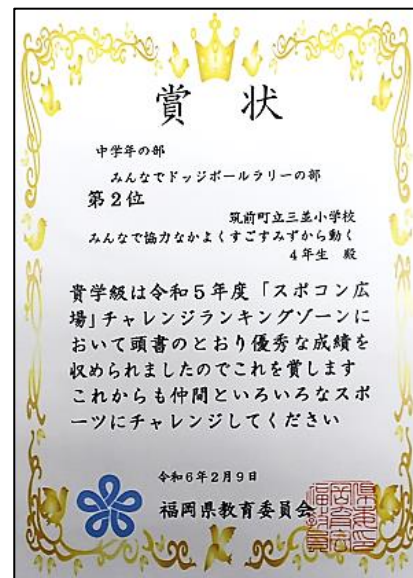 賞状
中学年の部
みんなでドッジボールラリーの部
第2位
筑前町立三並小学校
みんなで協力なかよくすごすみずから動く
4年生 殿
貴学級は令和5年度「スポコン広
場」チャレンジランキングゾーンに
おいて頭書のとおり優秀な成績を
収められましたのでこれを賞します
これからも仲間といろいろなスポ
ーツにチャレンジしてください
令和6年2月9日
福岡県教育委員会